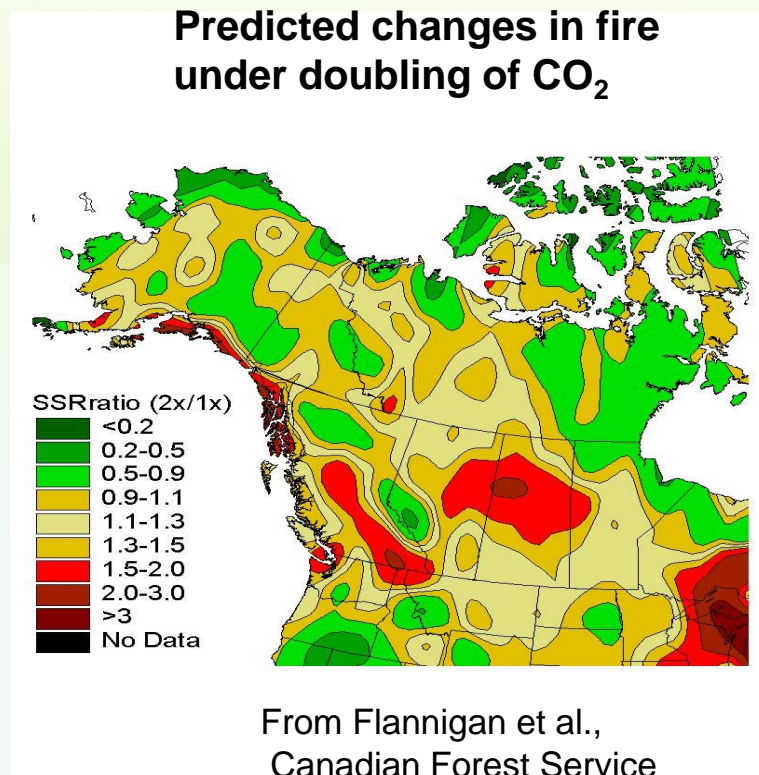 Predicted changes in fire
under doubling of CO₂
SSRratio (2x/1x)
<0.2
0.2-0.5
0.5-0.9
0.9-1.1
1.1-1.3
1.3-1.5
1.5-2.0
2.0-3.0
>3
No Data
From Flannigan et al.,
Canadian Forest Service